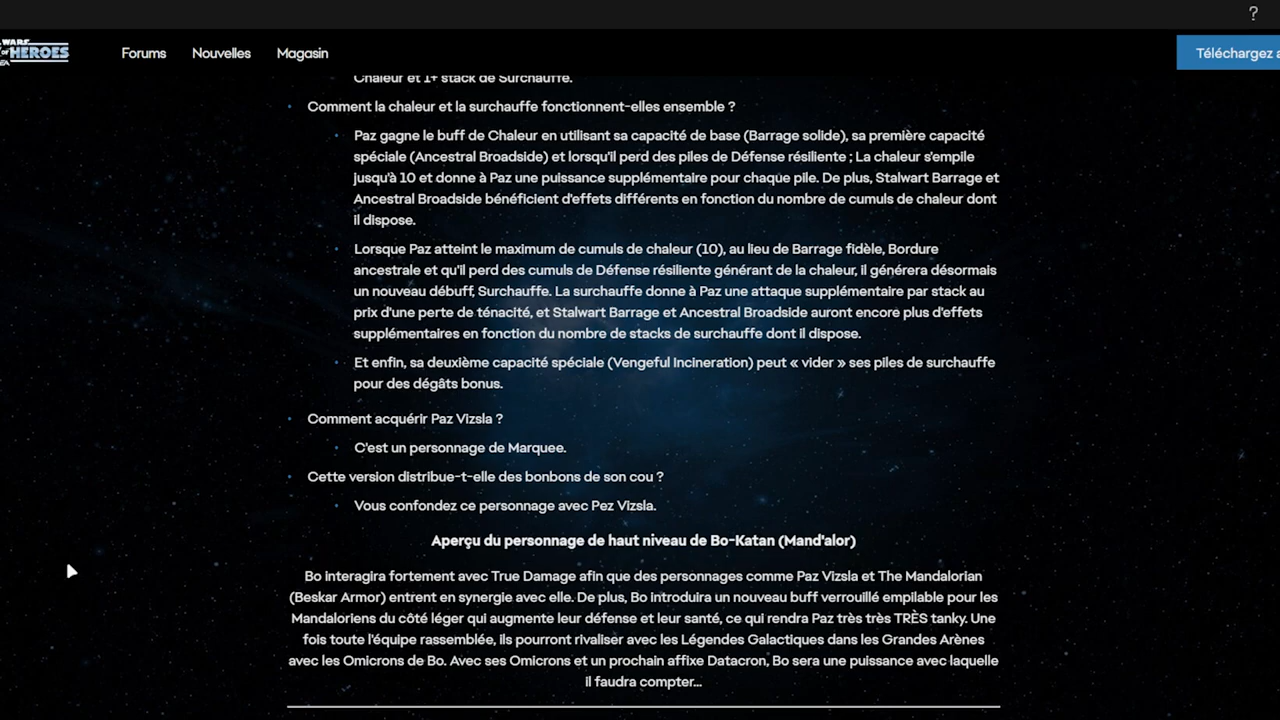 ?
WARS
OF HEROES
EA
Forums
Nouvelles
Magasin
Téléchargez
Chaleur et 1+ stack de Surchauffe.
Comment la chaleur et la surchauffe fonctionnent-elles ensemble ?
Paz gagne le buff de Chaleur en utilisant sa capacité de base (Barrage solide), sa première capacité
spéciale (Ancestral Broadside) et lorsqu'il perd des piles de Défense résiliente ; La chaleur s'empile
jusqu'à 10 et donne à Paz une puissance supplémentaire pour chaque pile. De plus, Stalwart Barrage et
Ancestral Broadside bénéficient d'effets différents en fonction du nombre de cumuls de chaleur dont
il dispose.
Lorsque Paz atteint le maximum de cumuls de chaleur (10), au lieu de Barrage fidèle, Bordure
ancestrale et qu'il perd des cumuls de Défense résiliente générant de la chaleur, il générera désormais
un nouveau débuff, Surchauffe. La surchauffe donne à Paz une attaque supplémentaire par stack au
prix d'une perte de ténacité, et Stalwart Barrage et Ancestral Broadside auront encore plus d'effets
supplémentaires en fonction du nombre de stacks de surchauffe dont il dispose.
Et enfin, sa deuxième capacité spéciale (Vengeful Incineration) peut « vider » ses piles de surchauffe
pour des dégâts bonus.
Comment acquérir Paz Vizsla ?
C'est un personnage de Marquee.
Cette version distribue-t-elle des bonbons de son cou ?
Vous confondez ce personnage avec Pez Vizsla.
Aperçu du personnage de haut niveau de Bo-Katan (Mand'alor)
Bo interagira fortement avec True Damage afin que des personnages comme Paz Vizsla et The Mandalorian
(Beskar Armor) entrent en synergie avec elle. De plus, Bo introduira un nouveau buff verrouillé empilable pour les
Mandaloriens du côté léger qui augmente leur défense et leur santé, ce qui rendra Paz très très TRÈS tanky. Une
fois toute l'équipe rassemblée, ils pourront rivaliser avec les Légendes Galactiques dans les Grandes Arènes
avec les Omicrons de Bo. Avec ses Omicrons et un prochain affixe Datacron, Bo sera une puissance avec laquelle
il faudra compter...